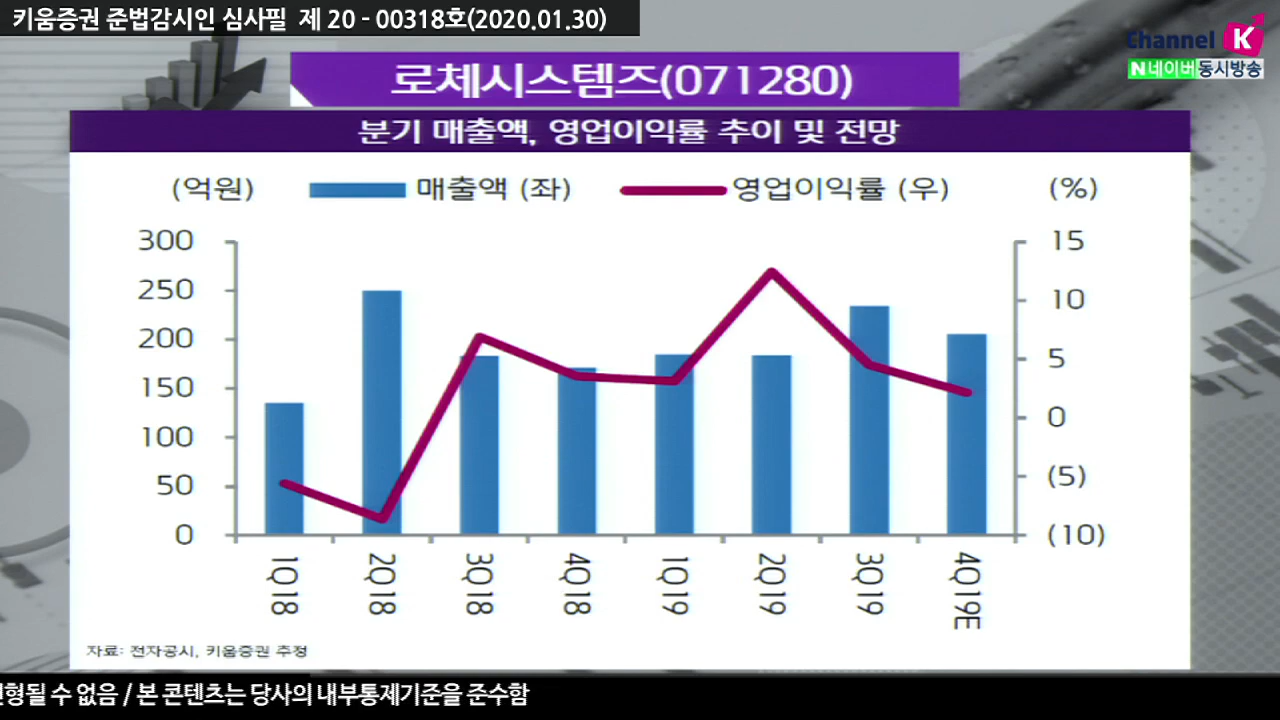 키움증권 준법감시인 심사필 제 20 - 00318호(2020.01.30)
Channel K
N 네이버 동시방송
로체시스템즈(071280)
분기 매출액, 영업이익률 추이 및 전망
(억원) 매출액 (좌) 영업이익률 (우) (%)
300 15
250 10
200 5
150 0
100 (5)
50 (10)
0
1Q18 2Q18 3Q18 4Q18 1Q19 2Q19 3Q19 4Q19E
자료: 전자공시, 키움증권 추정
될 수 없음 / 본 콘텐츠는 당사의 내부통제기준을 준수함